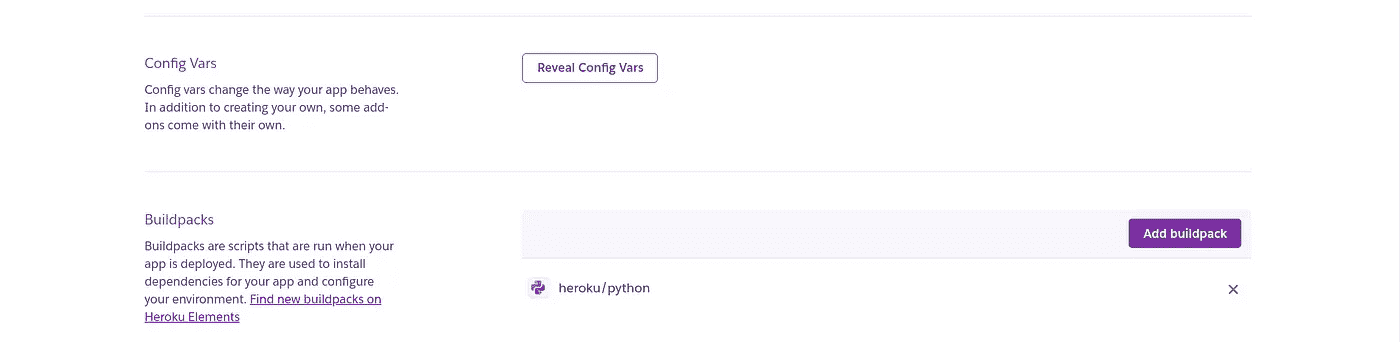 Config Vars
Reveal Config Vars
Config vars change the way your app behaves.
In addition to creating your own, some add-
ons come with their own.
Buildpacks
Add buildpack
Buildpacks are scripts that are run when your
app is deployed. They are used to install
dependencies for your app and configure
your environment. Find new buildpacks on
Heroku Elements
heroku/python